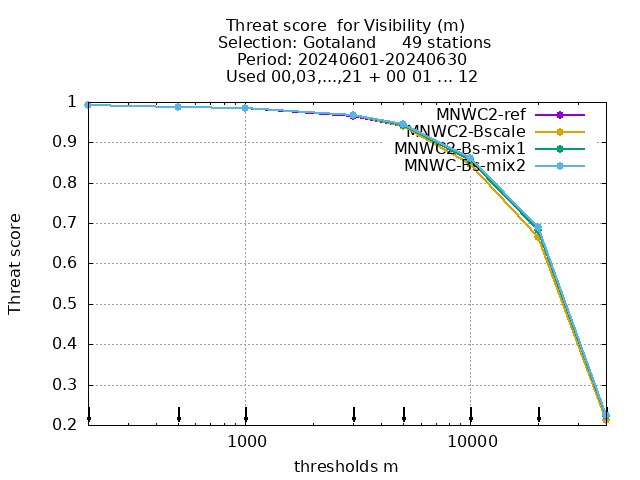 Threat score  for Visibility (m)
Selection: Gotaland     49 stations
Period: 20240601-20240630
Used 00,03,...,21 + 00 01 ... 12
MNWC2-ref
MNWC2-Bscale
MNWC2-Bs-mix1
MNWC-Bs-mix2
Threat score
1
0.9
0.8
0.7
0.6
0.5
0.4
0.3
0.2
1000
10000
thresholds m